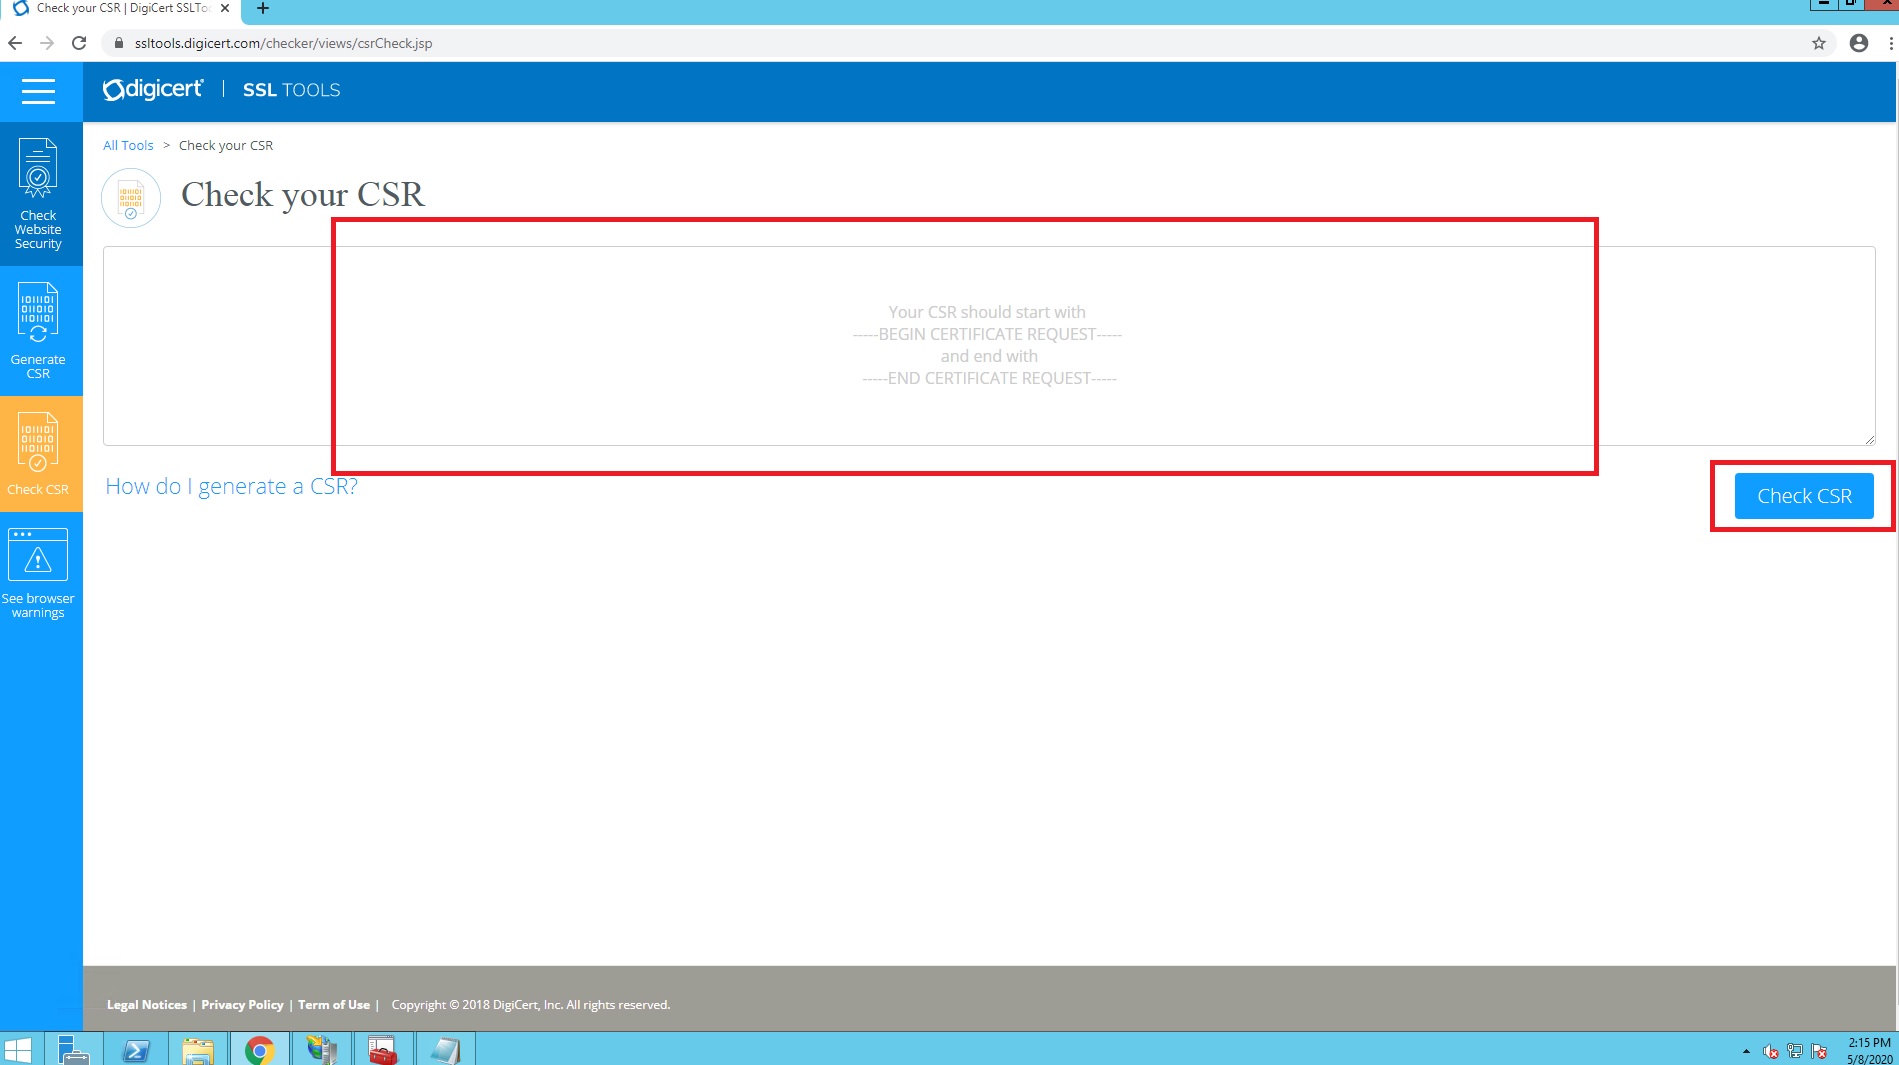 Check your CSR | DigiCert SSLToo
ssltools.digicert.com/checker/views/csrCheck.jsp
digicert | SSL TOOLS
All Tools > Check your CSR
Check your CSR
Check
Website
Security
Generate
CSR
Check CSR
See browser
warnings
Your CSR should start with
-----BEGIN CERTIFICATE REQUEST-----
and end with
-----END CERTIFICATE REQUEST-----
How do I generate a CSR?
Check CSR
Legal Notices | Privacy Policy | Term of Use | Copyright © 2018 DigiCert, Inc. All rights reserved.
2:15 PM
5/8/2020